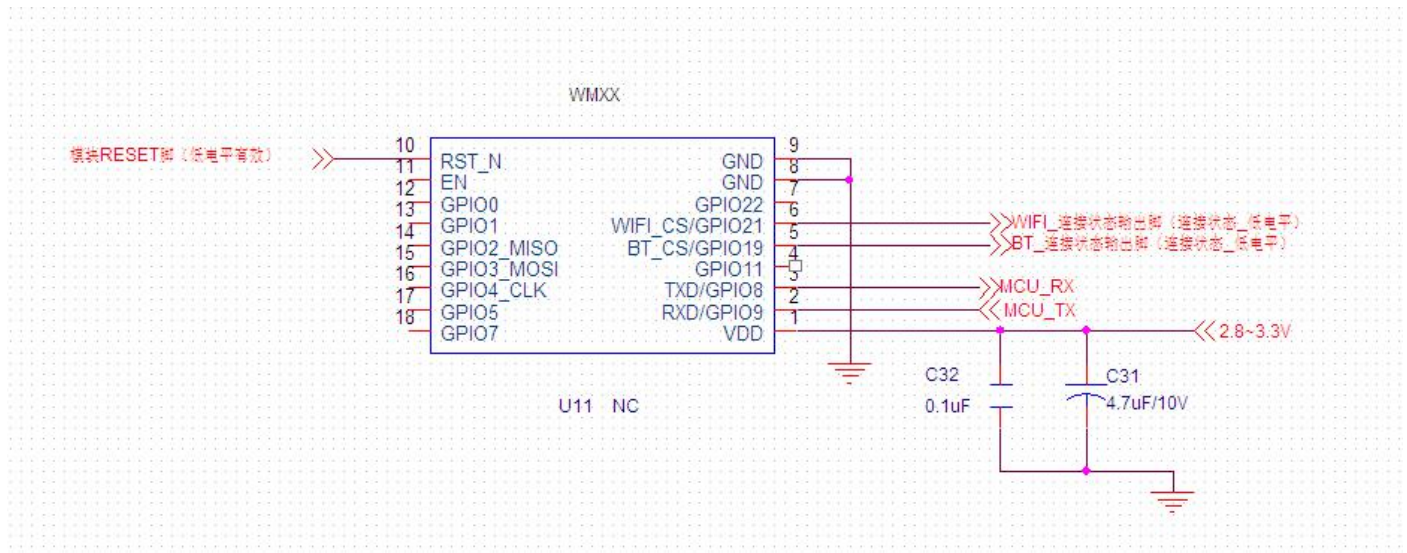 WMXX
模块RESET脚（低电平有效）
10
RST_N
11
EN
12
GPIO0
13
GPIO1
14
GPIO2_MISO
15
GPIO3_MOSI
16
GPIO4_CLK
17
GPIO5
18
GPIO7
GND
9
GND
8
GPIO22
7
WIFI_CS/GPIO21
6
BT_CS/GPIO19
5
GPIO11
4
TXD/GPIO8
3
RXD/GPIO9
2
VDD
1
WIFI_连接状态输出脚（连接状态_低电平）
BT_连接状态输出脚（连接状态_低电平）
MCU_RX
MCU_TX
2.8~3.3V
C32
0.1uF
C31
4.7uF/10V
U11 NC